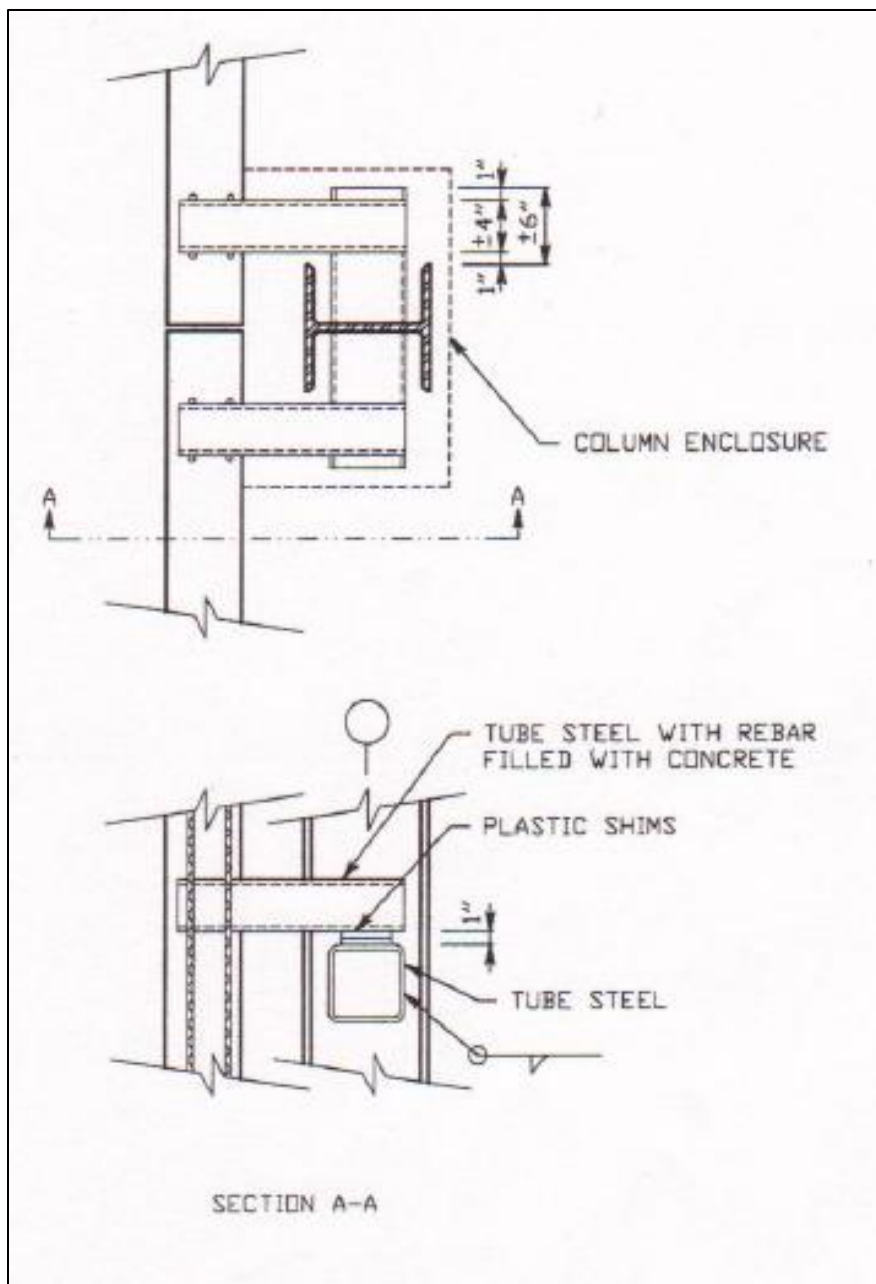 1"
±4"
±6"
1"
COLUMN ENCLOSURE
A A
TUBE STEEL WITH REBAR
FILLED WITH CONCRETE
PLASTIC SHIMS
1"
TUBE STEEL
SECTION A-A